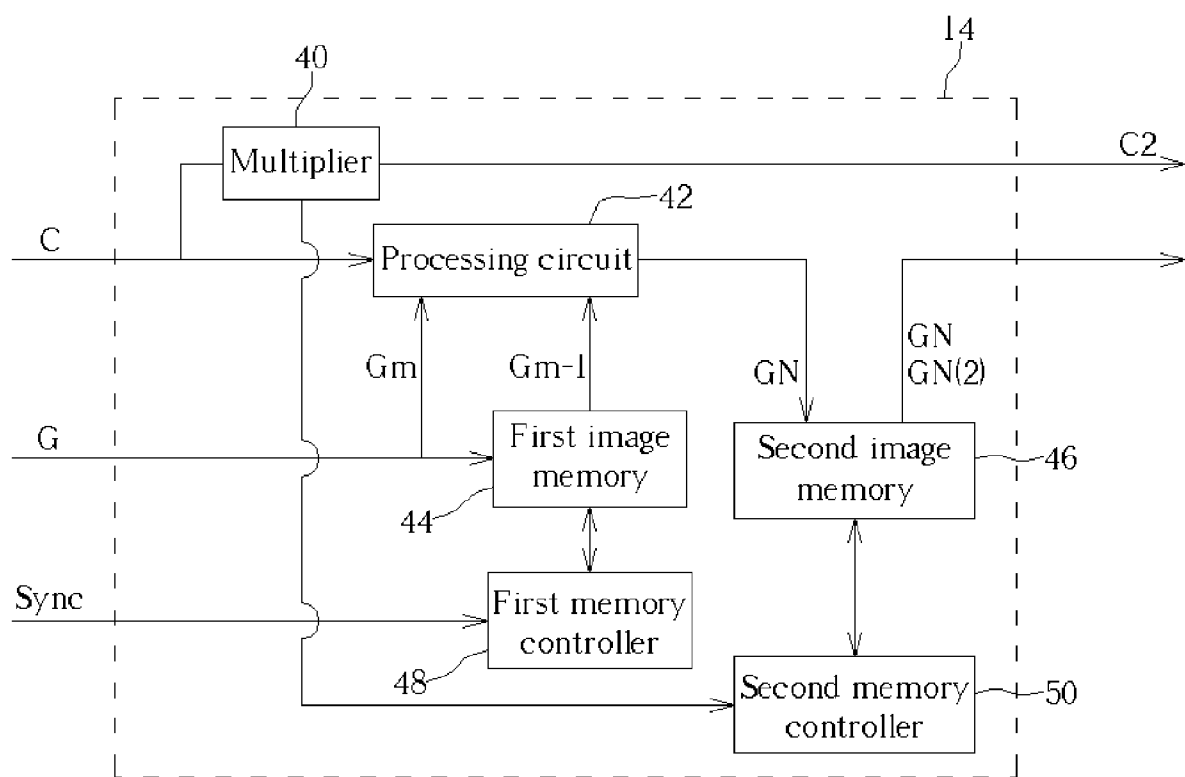 14
40
Multiplier
C2
42
C
Processing circuit
Gm
Gm-1
GN
GN
GN(2)
G
First image
memory
44
Second image
memory
46
Sync
First memory
controller
48
Second memory
controller
50